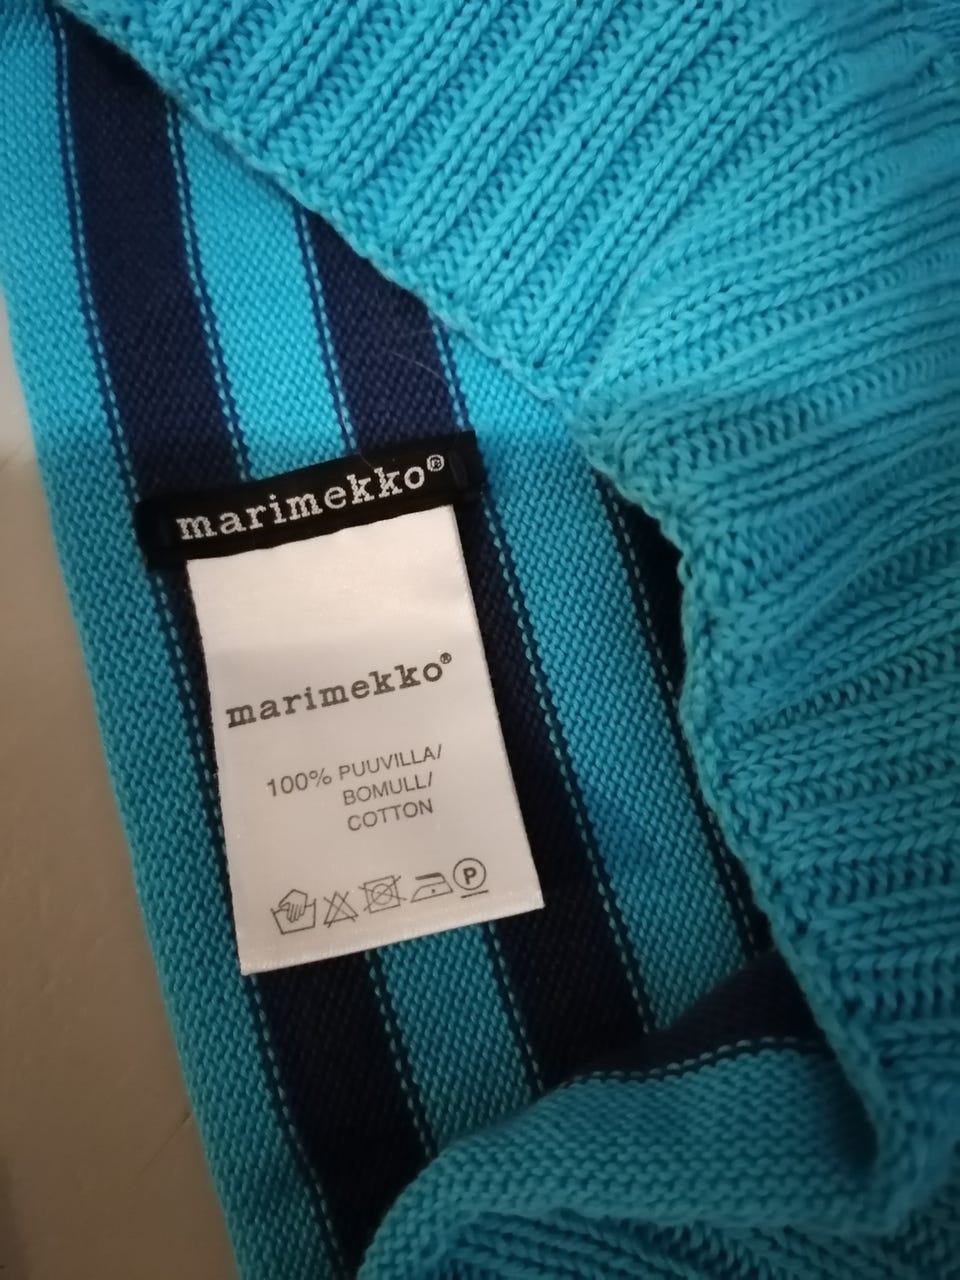 marimekko®
marimekko®
100% PUUVILLA/
BOMULL/
COTTON
P